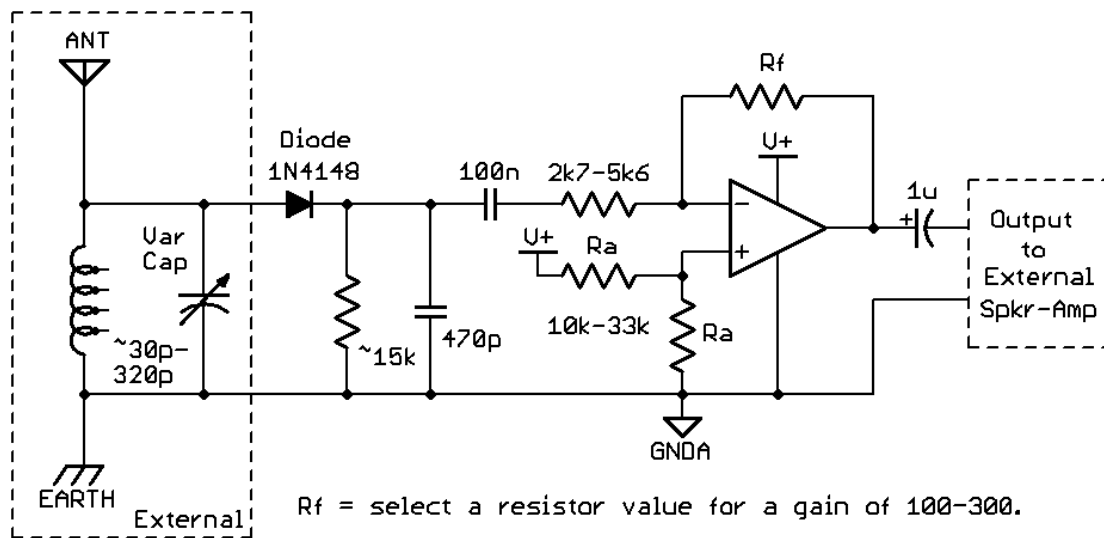 ANT
Rf
Diode
1N4148
V+
100n
2k7-5k6
1u
Var
Cap
V+
Ra
-
+
+
Output
to
External
Spkr-Amp
~30p-
320p
~15k
470p
10k-33k
Ra
GNDA
EARTH
External
Rf = select a resistor value for a gain of 100-300.